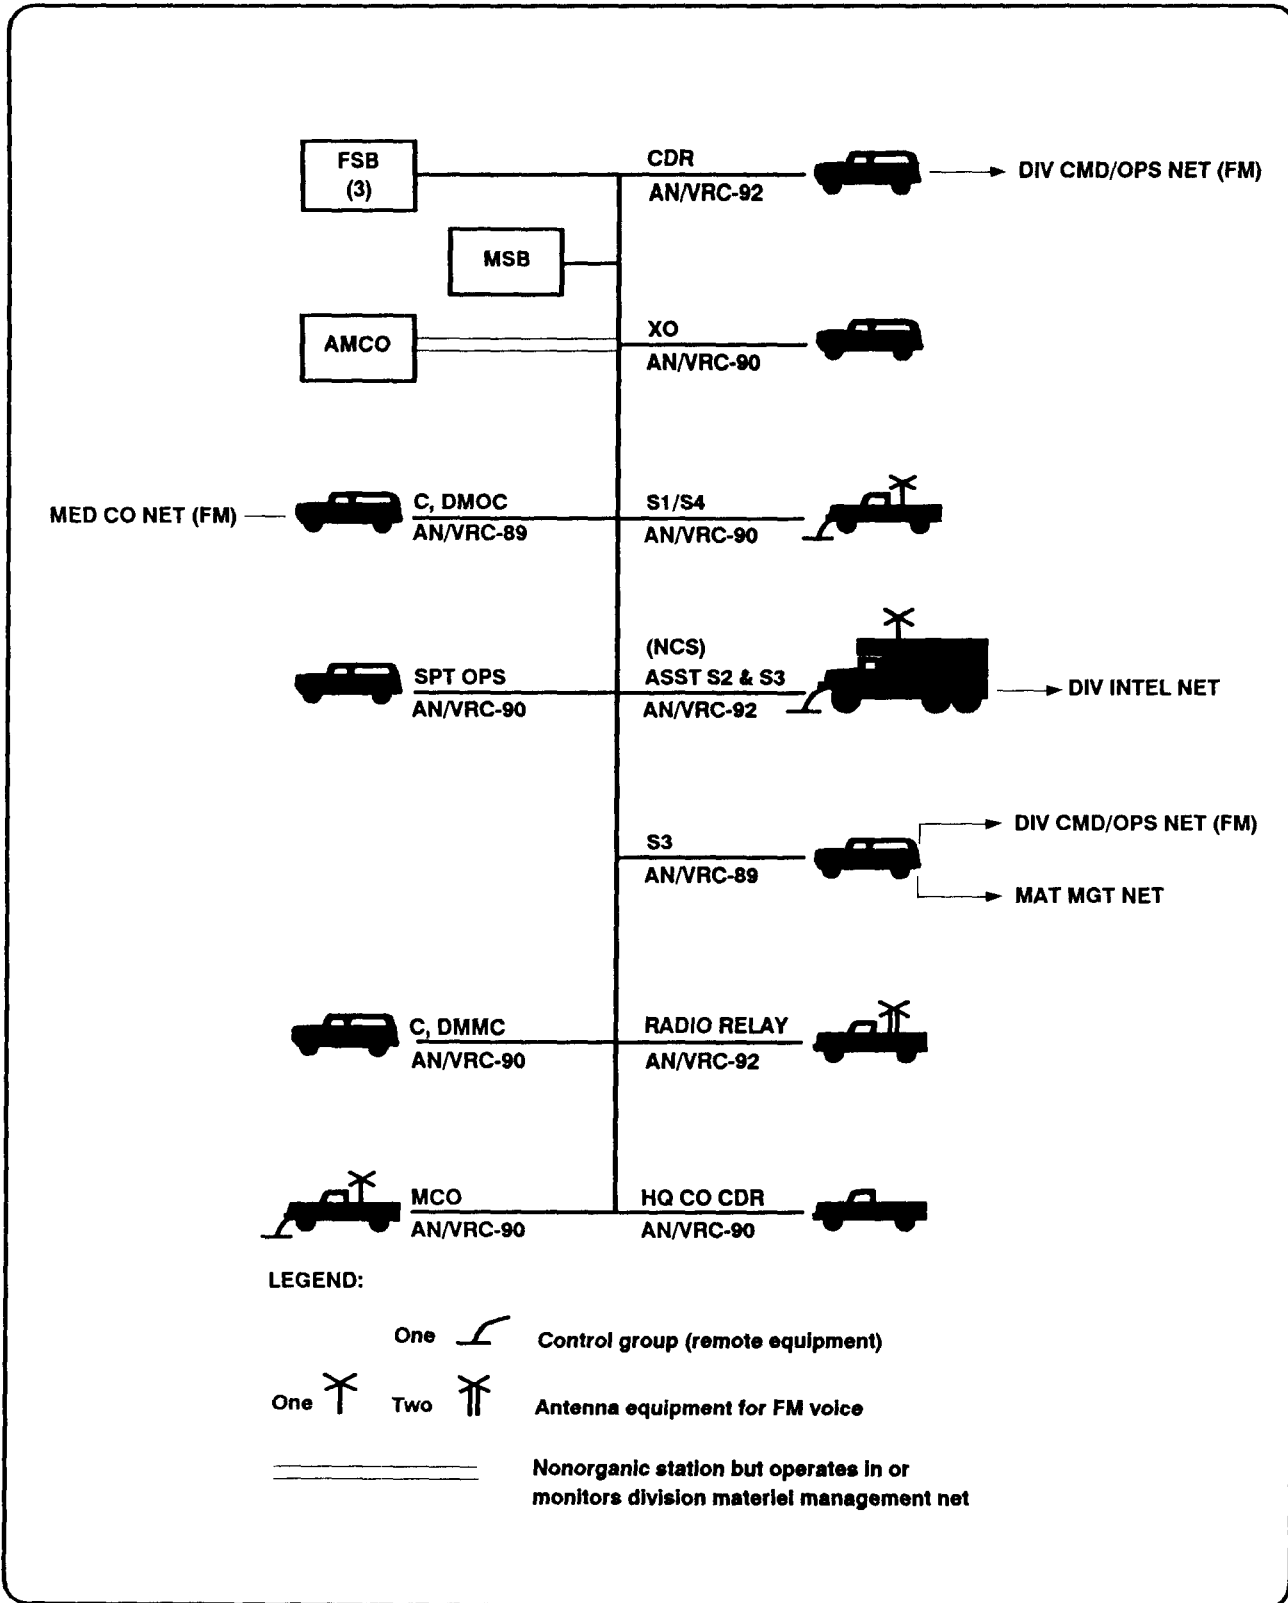 FSB
(3)
CDR
AN/VRC-92
DIV CMD/OPS NET (FM)
MSB
AMCO
XO
AN/VRC-90
MED CO NET (FM)
C, DMOC
AN/VRC-89
S1/S4
AN/VRC-90
SPT OPS
AN/VRC-90
(NCS)
ASST S2 & S3
AN/VRC-92
DIV INTEL NET
S3
AN/VRC-89
DIV CMD/OPS NET (FM)
MAT MGT NET
C, DMMC
AN/VRC-90
RADIO RELAY
AN/VRC-92
MCO
AN/VRC-90
HQ CO CDR
AN/VRC-90
LEGEND:
One Control group (remote equipment)
One Two Antenna equipment for FM voice
Nonorganic station but operates in or
monitors division materiel management net